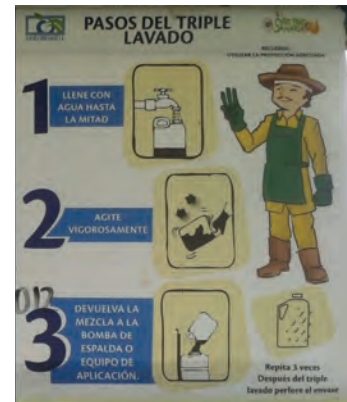 PASOS DEL TRIPLE
LAVADO
RECUERDE:
UTILIZAR LA PROTECCIÓN ADECUADA
1
LLENE CON
AGUA HASTA
LA MITAD
2
AGITE
VIGOROSAMENTE
3
DEVUELVA LA
MEZCLA A LA
BOMBA DE
ESPALDA O
EQUIPO DE
APLICACIÓN.
Repita 3 veces
Después del triple
lavado perfore el envase